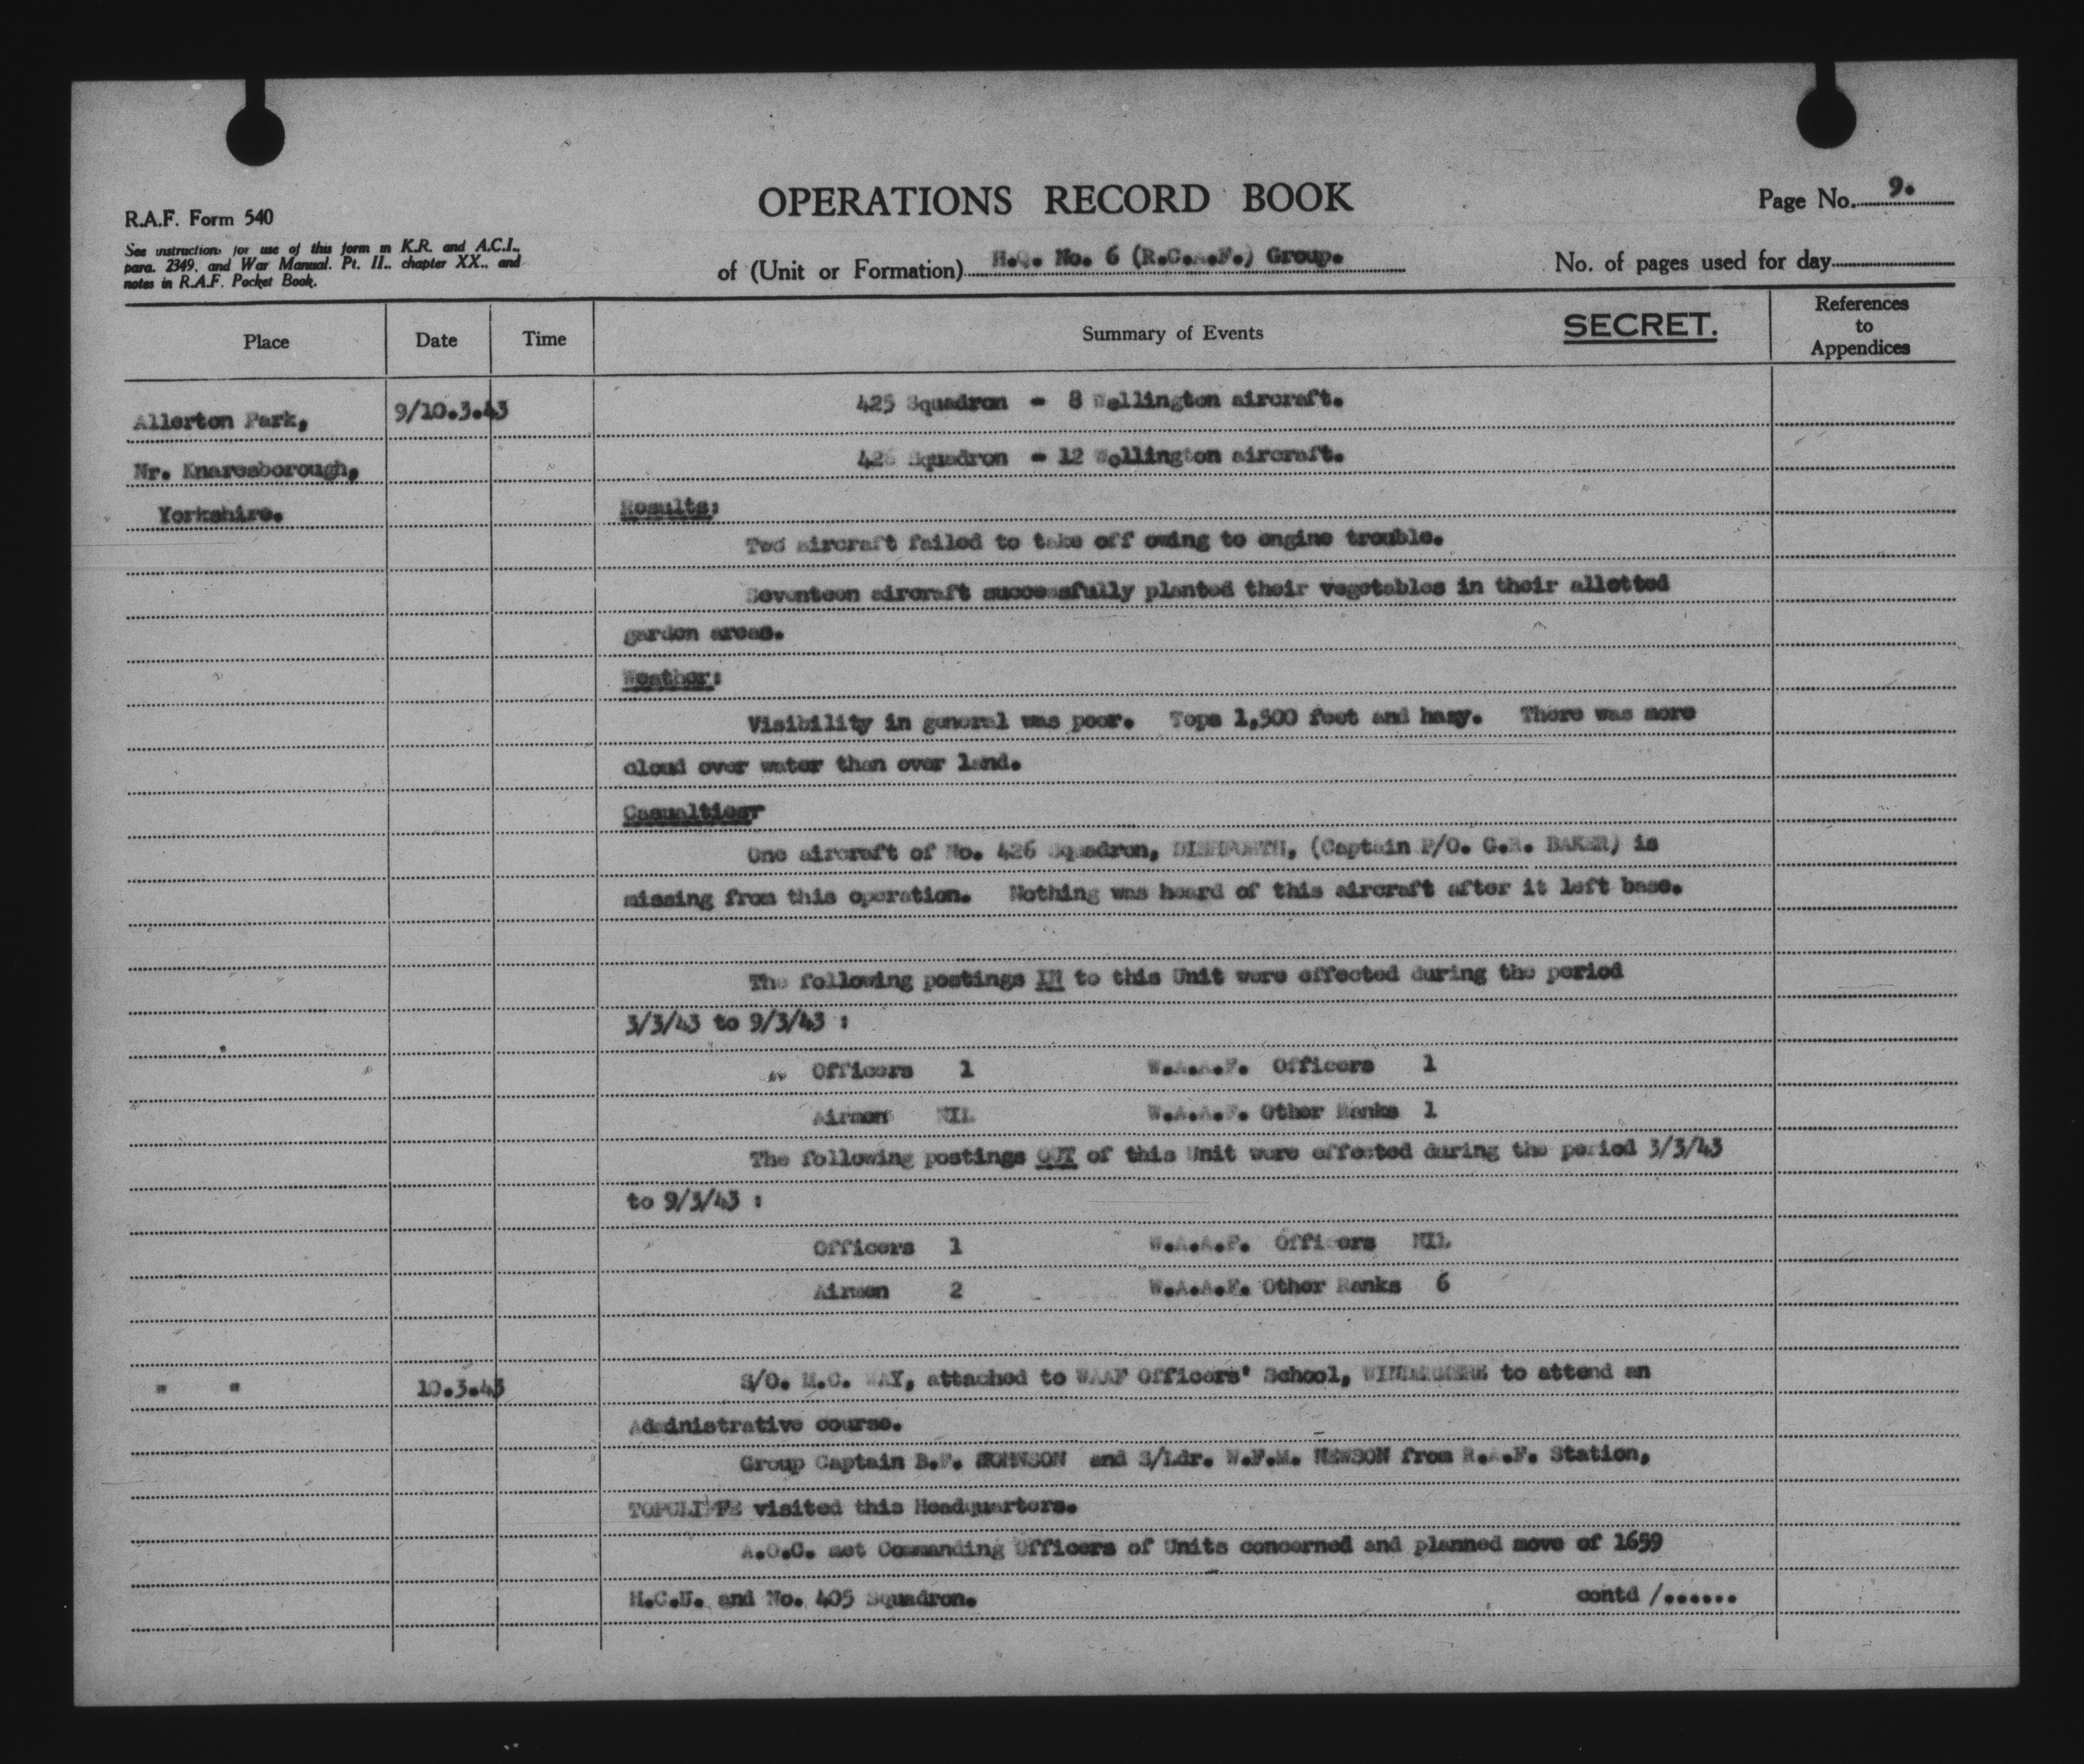 OPERATIONS RECORD BOOK
Page No. 9.
R.A.F. Form 540
See instructions for use of this form in K.R. and A.C.I.,
para. 2349, and War Manual. Pt. II., chapter XX., and
notes in R.A.F. Pocket Book.
of (Unit or Formation) H.Q. No. 6 (R.C.A.F.) Group.
No. of pages used for day
Place Date Time Summary of Events SECRET. References to Appendices
Allerton Park, 9/10.3.43 425 Squadron - 8 Wellington aircraft.
Nr. Knaresborough, 426 Squadron - 12 Wellington aircraft.
Yorkshire. Results:
Two aircraft failed to take off owing to engine trouble.
Seventeen aircraft successfully planted their vegetables in their allotted
garden areas.
Weather:
Visibility in general was poor. Tops 1,500 feet and hazy. There was more
cloud over water than over land.
Casualties:
One aircraft of No. 426 Squadron, DISHFORTH, (Captain P/O. G.R. BAKER) is
missing from this operation. Nothing was heard of this aircraft after it left base.
The following postings IN to this Unit were effected during the period
3/3/43 to 9/3/43 :
Officers 1 W.A.A.F. Officers 1
Airmen NIL W.A.A.F. Other Ranks 1
The following postings OUT of this Unit were effected during the period 3/3/43
to 9/3/43 :
Officers 1 W.A.A.F. Officers NIL
Airmen 2 W.A.A.F. Other Ranks 6
" " 10.3.43 S/O. M.C. WAY, attached to WAAF Officers' School, WINDERMERE to attend an
Administrative course.
Group Captain B.F. JOHNSON and S/Ldr. W.F.M. NEWSON from R.A.F. Station,
TOPCLIFFE visited this Headquarters.
A.O.C. met Commanding Officers of Units concerned and planned move of 1659
H.C.U. and No. 405 Squadron. contd /......